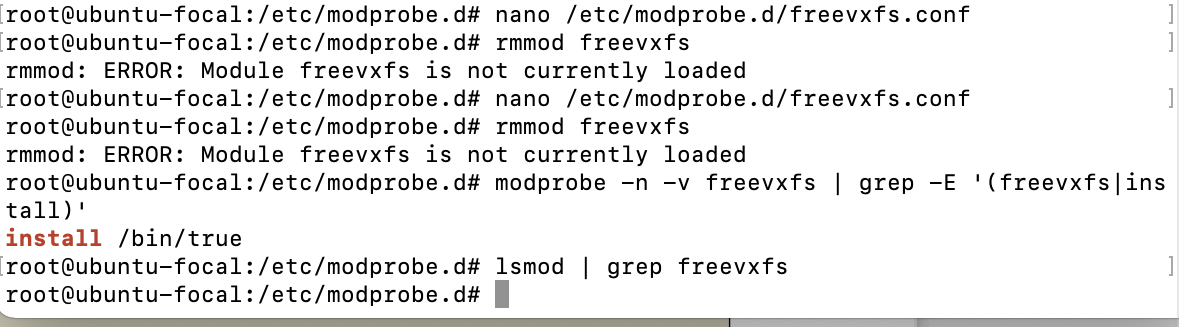 [root@ubuntu-focal:/etc/modprobe.d# nano /etc/modprobe.d/freevxfs.conf ]
[root@ubuntu-focal:/etc/modprobe.d# rmmod freevxfs ]
rmmod: ERROR: Module freevxfs is not currently loaded
[root@ubuntu-focal:/etc/modprobe.d# nano /etc/modprobe.d/freevxfs.conf ]
root@ubuntu-focal:/etc/modprobe.d# rmmod freevxfs
rmmod: ERROR: Module freevxfs is not currently loaded
root@ubuntu-focal:/etc/modprobe.d# modprobe -n -v freevxfs | grep -E '(freevxfs|ins
tall)'
install /bin/true
[root@ubuntu-focal:/etc/modprobe.d# lsmod | grep freevxfs ]
root@ubuntu-focal:/etc/modprobe.d#